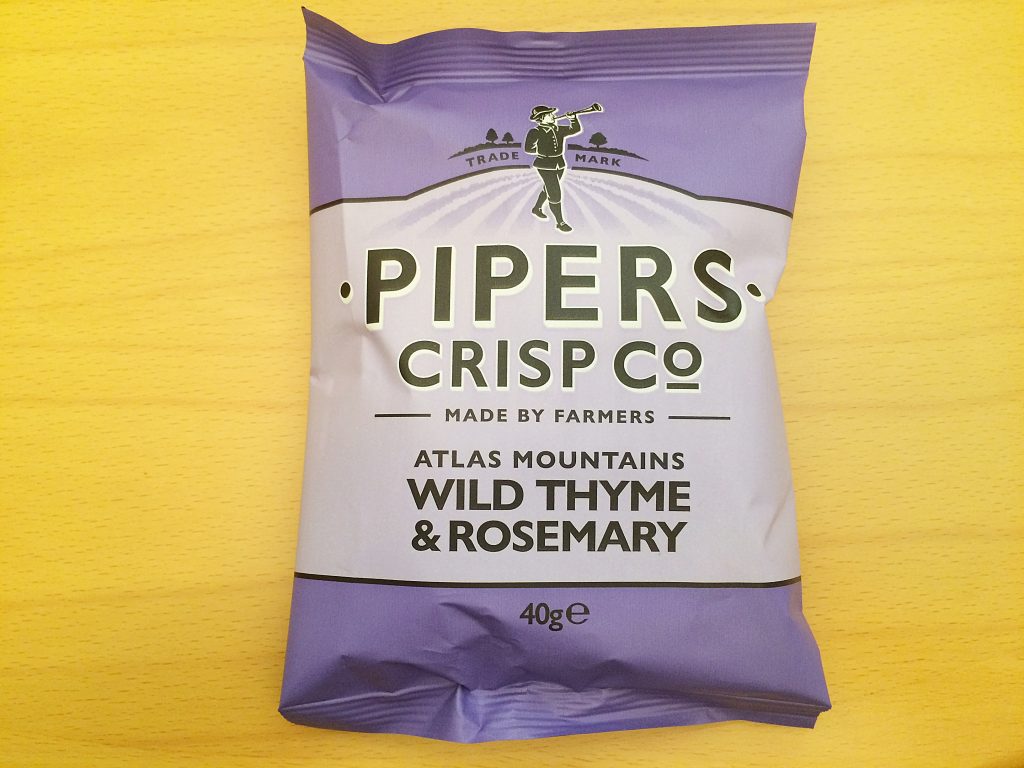 TRADE MARK
·PIPERS·
CRISP Co
MADE BY FARMERS
ATLAS MOUNTAINS
WILD THYME
& ROSEMARY
40g ℮